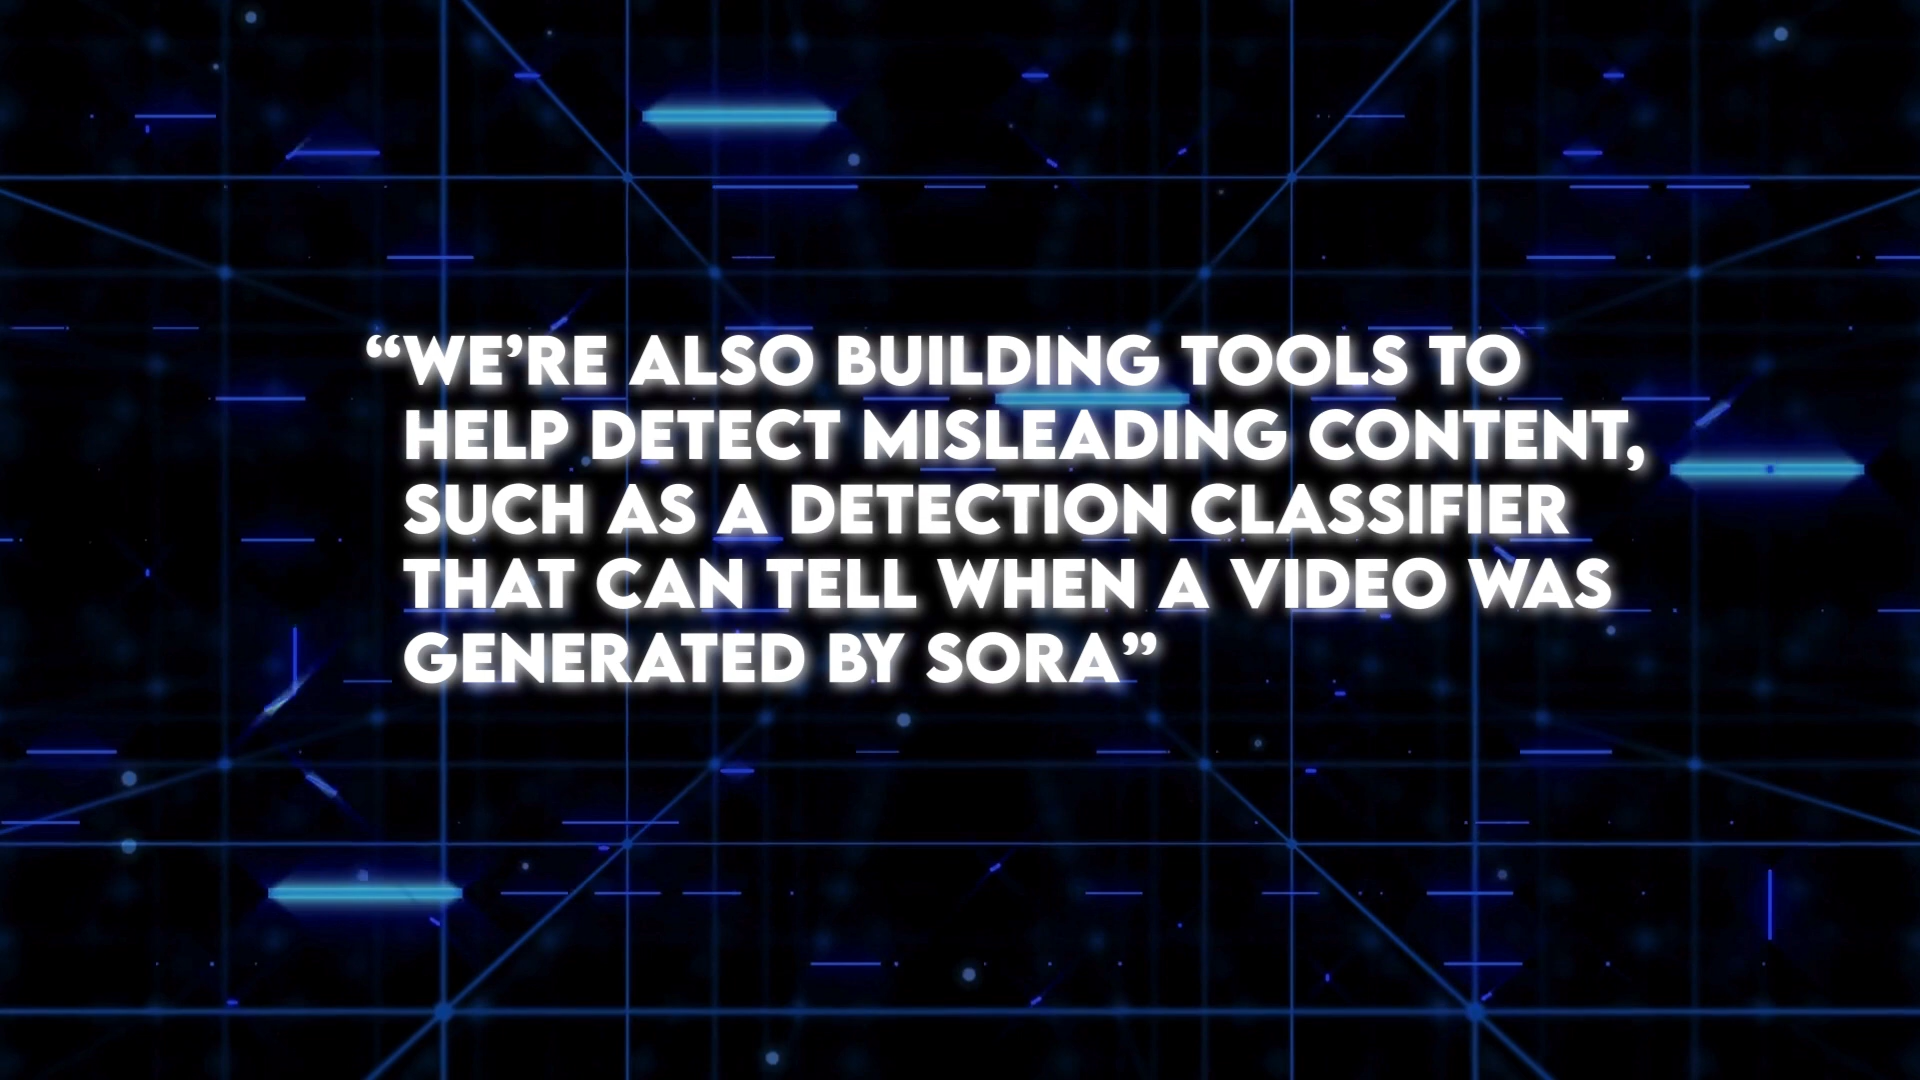 “WE’RE ALSO BUILDING TOOLS TO
HELP DETECT MISLEADING CONTENT,
SUCH AS A DETECTION CLASSIFIER
THAT CAN TELL WHEN A VIDEO WAS
GENERATED BY SORA”